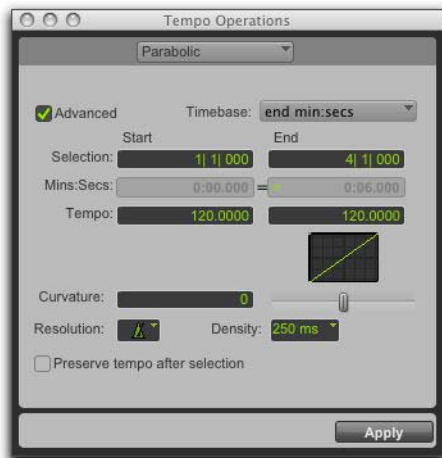 Tempo Operations
Parabolic
Advanced Timebase: end min:secs
Start End
Selection: 1| 1| 000 4| 1| 000
Mins:Secs: 0:00.000 = 0:06.000
Tempo: 120.0000 120.0000
Curvature: 0
Resolution: Density: 250 ms
Preserve tempo after selection
Apply